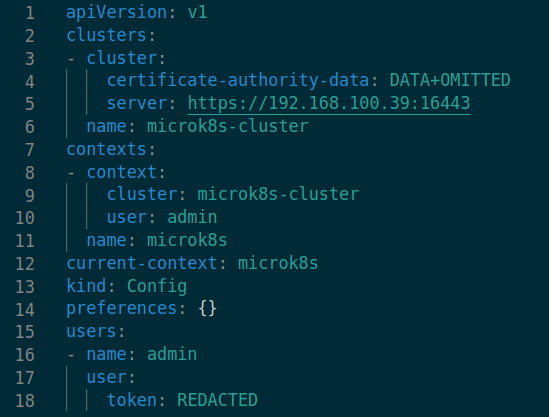 1 apiVersion: v1
2 clusters:
3 - cluster:
4     certificate-authority-data: DATA+OMITTED
5     server: https://192.168.100.39:16443
6   name: microk8s-cluster
7 contexts:
8 - context:
9     cluster: microk8s-cluster
10     user: admin
11   name: microk8s
12 current-context: microk8s
13 kind: Config
14 preferences: {}
15 users:
16 - name: admin
17   user:
18     token: REDACTED